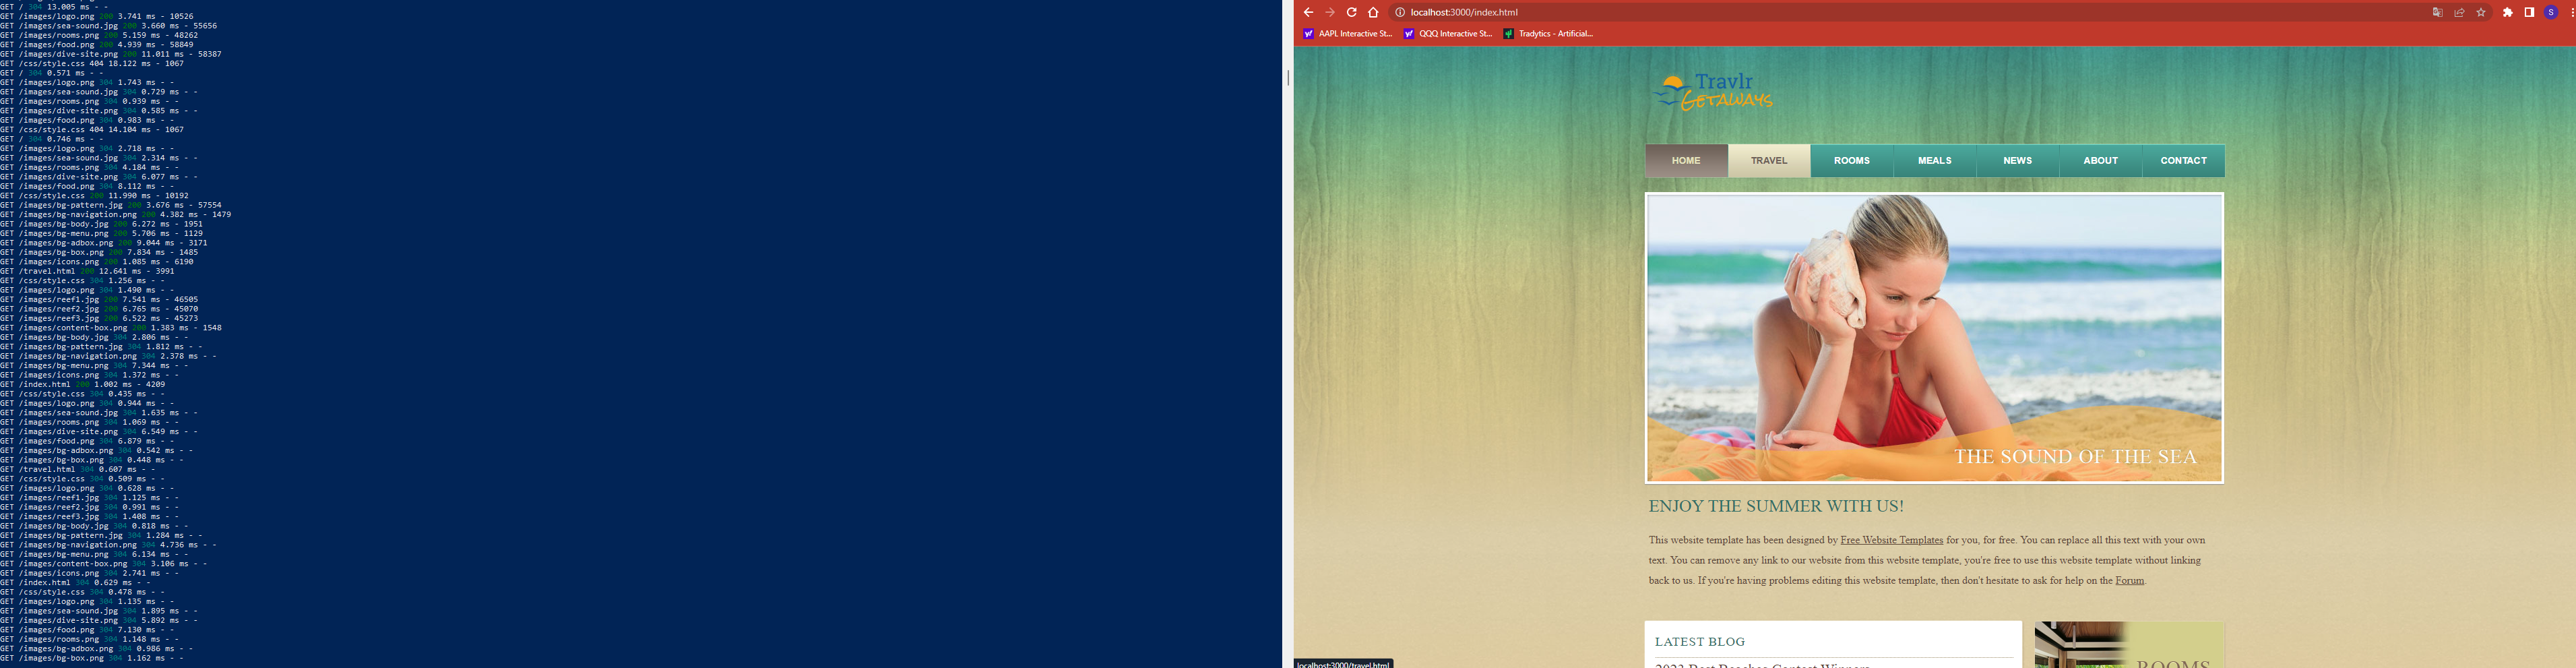 GET / 304 13.005 ms - -
GET /images/logo.png 200 3.741 ms - 10526
GET /images/sea-sound.jpg 200 3.660 ms - 55656
GET /images/rooms.png 200 5.159 ms - 48262
GET /images/food.png 200 4.939 ms - 58849
GET /images/dive-site.png 200 11.011 ms - 58387
GET /css/style.css 404 18.122 ms - 1067
GET / 304 0.571 ms - -
GET /images/logo.png 304 1.743 ms - -
GET /images/sea-sound.jpg 304 0.729 ms - -
GET /images/rooms.png 304 0.939 ms - -
GET /images/dive-site.png 304 0.585 ms - -
GET /images/food.png 304 0.983 ms - -
GET /css/style.css 404 14.104 ms - 1067
GET / 304 0.746 ms - -
GET /images/logo.png 304 2.718 ms - -
GET /images/sea-sound.jpg 304 2.314 ms - -
GET /images/rooms.png 304 4.184 ms - -
GET /images/dive-site.png 304 6.077 ms - -
GET /images/food.png 304 8.112 ms - -
GET /css/style.css 200 11.990 ms - 10192
GET /images/bg-pattern.jpg 200 3.676 ms - 57554
GET /images/bg-navigation.png 200 4.382 ms - 1479
GET /images/bg-body.jpg 200 6.272 ms - 1951
GET /images/bg-menu.png 200 5.706 ms - 1129
GET /images/bg-adbox.png 200 9.044 ms - 3171
GET /images/bg-box.png 200 7.834 ms - 1485
GET /images/icons.png 200 1.085 ms - 6190
GET /travel.html 200 12.641 ms - 3991
GET /css/style.css 304 1.256 ms - -
GET /images/logo.png 304 1.490 ms - -
GET /images/reef1.jpg 200 7.541 ms - 46505
GET /images/reef2.jpg 200 6.765 ms - 45070
GET /images/reef3.jpg 200 6.522 ms - 45273
GET /images/content-box.png 200 1.383 ms - 1548
GET /images/bg-body.jpg 304 2.806 ms - -
GET /images/bg-pattern.jpg 304 1.812 ms - -
GET /images/bg-navigation.png 304 2.378 ms - -
GET /images/bg-menu.png 304 7.344 ms - -
GET /images/icons.png 304 1.372 ms - -
GET /index.html 200 1.002 ms - 4209
GET /css/style.css 304 0.435 ms - -
GET /images/logo.png 304 0.944 ms - -
GET /images/sea-sound.jpg 304 1.635 ms - -
GET /images/rooms.png 304 1.069 ms - -
GET /images/dive-site.png 304 6.549 ms - -
GET /images/food.png 304 6.879 ms - -
GET /images/bg-adbox.png 304 0.542 ms - -
GET /images/bg-box.png 304 0.448 ms - -
GET /travel.html 304 0.607 ms - -
GET /css/style.css 304 0.509 ms - -
GET /images/logo.png 304 0.628 ms - -
GET /images/reef1.jpg 304 1.125 ms - -
GET /images/reef2.jpg 304 0.991 ms - -
GET /images/reef3.jpg 304 1.408 ms - -
GET /images/bg-body.jpg 304 0.818 ms - -
GET /images/bg-pattern.jpg 304 1.284 ms - -
GET /images/bg-navigation.png 304 4.736 ms - -
GET /images/bg-menu.png 304 6.134 ms - -
GET /images/content-box.png 304 3.106 ms - -
GET /images/icons.png 304 2.741 ms - -
GET /index.html 304 0.629 ms - -
GET /css/style.css 304 0.478 ms - -
GET /images/logo.png 304 1.135 ms - -
GET /images/sea-sound.jpg 304 1.895 ms - -
GET /images/dive-site.png 304 5.892 ms - -
GET /images/food.png 304 7.130 ms - -
GET /images/rooms.png 304 1.148 ms - -
GET /images/bg-adbox.png 304 0.986 ms - -
GET /images/bg-box.png 304 1.162 ms - -
localhost:3000/index.html
S
AAPL Interactive St... QQQ Interactive St... Tradytics - Artificial...
Travlr
Getaways
HOME TRAVEL ROOMS MEALS NEWS ABOUT CONTACT
THE SOUND OF THE SEA
ENJOY THE SUMMER WITH US!
This website template has been designed by Free Website Templates for you, for free. You can replace all this text with your own
text. You can remove any link to our website from this website template, you're free to use this website template without linking
back to us. If you're having problems editing this website template, then don't hesitate to ask for help on the Forum.
LATEST BLOG
2023 Best Beaches Contest Winners
ROOMS
localhost:3000/travel.html